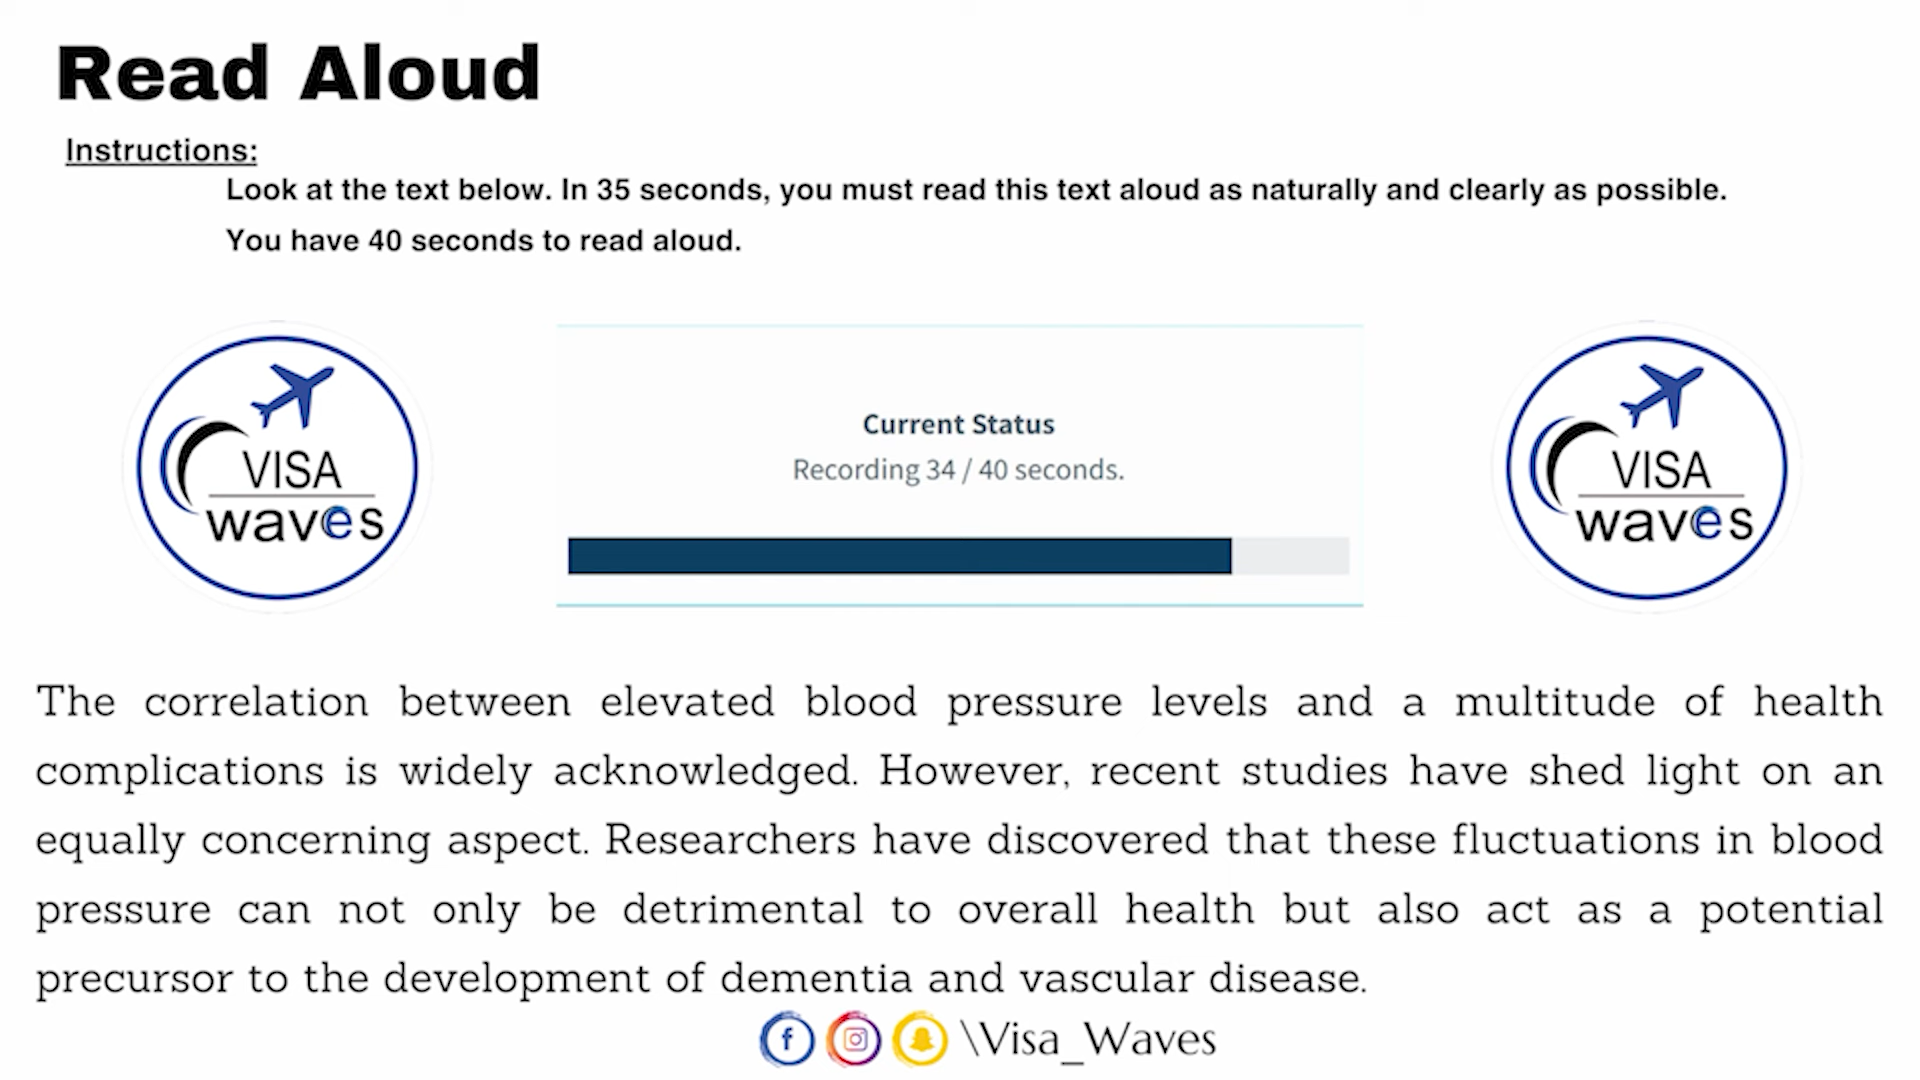 Read Aloud
Instructions:
Look at the text below. In 35 seconds, you must read this text aloud as naturally and clearly as possible.
You have 40 seconds to read aloud.
VISA
waves
Current Status
Recording 34 / 40 seconds.
VISA
waves
The correlation between elevated blood pressure levels and a multitude of health
complications is widely acknowledged. However, recent studies have shed light on an
equally concerning aspect. Researchers have discovered that these fluctuations in blood
pressure can not only be detrimental to overall health but also act as a potential
precursor to the development of dementia and vascular disease.
\Visa_Waves